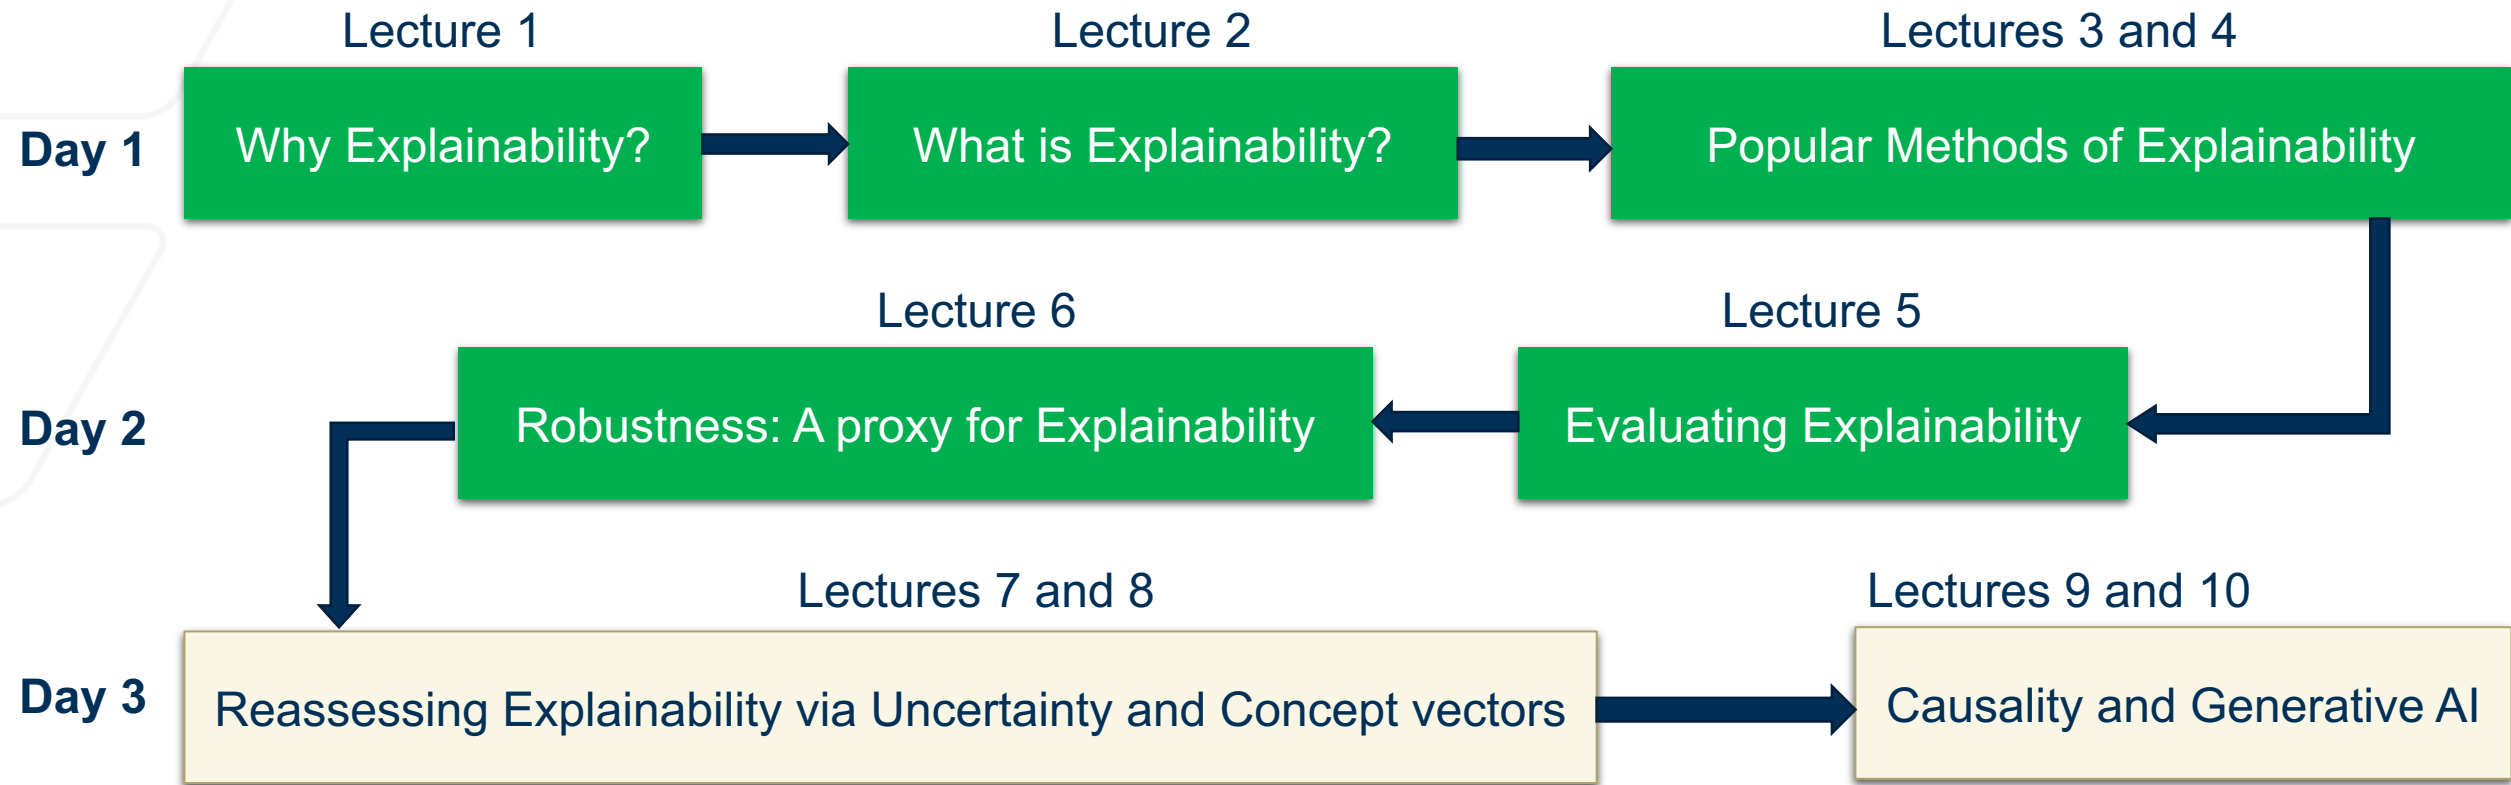 Lecture 1
Lecture 2
Lectures 3 and 4
Day 1
Why Explainability?
What is Explainability?
Popular Methods of Explainability
Lecture 6
Lecture 5
Day 2
Robustness: A proxy for Explainability
Evaluating Explainability
Lectures 7 and 8
Lectures 9 and 10
Day 3
Reassessing Explainability via Uncertainty and Concept vectors
Causality and Generative AI